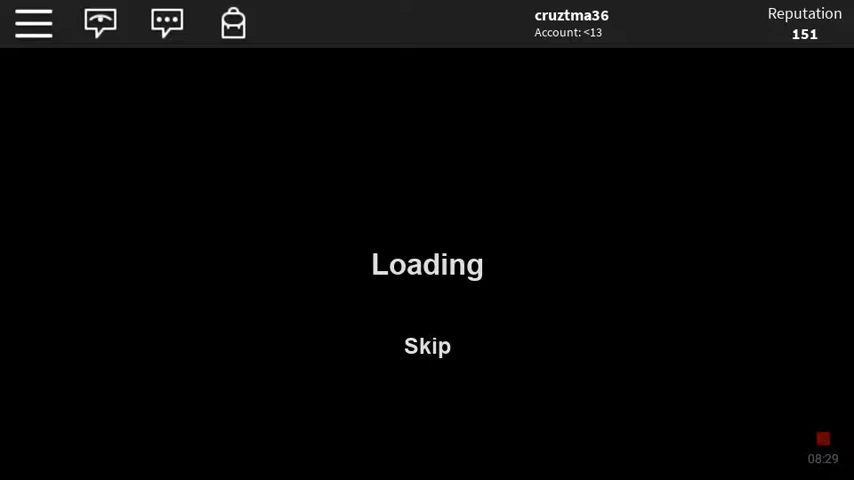 cruztma36
Account: <13
Reputation
151
Loading
Skip
08:29